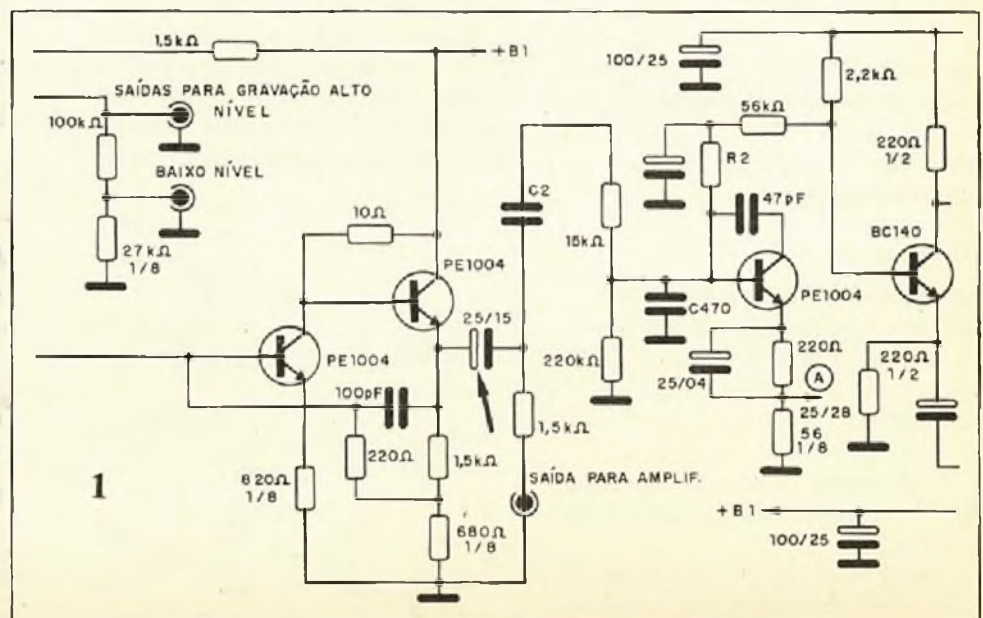 1,5kΩ
+B1
SAÍDAS PARA GRAVAÇÃO ALTO
NÍVEL
100kΩ
BAIXO NÍVEL
27kΩ
1/8
10Ω
PE1004
PE1004
25/15
100pF
220Ω
1,5kΩ
820Ω
1/8
680Ω
1/8
1
C2
15kΩ
220kΩ
1,5kΩ
SAÍDA PARA AMPLIF.
100/25
2,2kΩ
56kΩ
R2
47pF
220Ω
1/2
BC140
PE1004
C470
25/04
220Ω
A
25/28
56
1/8
220Ω
1/2
+B1
100/25